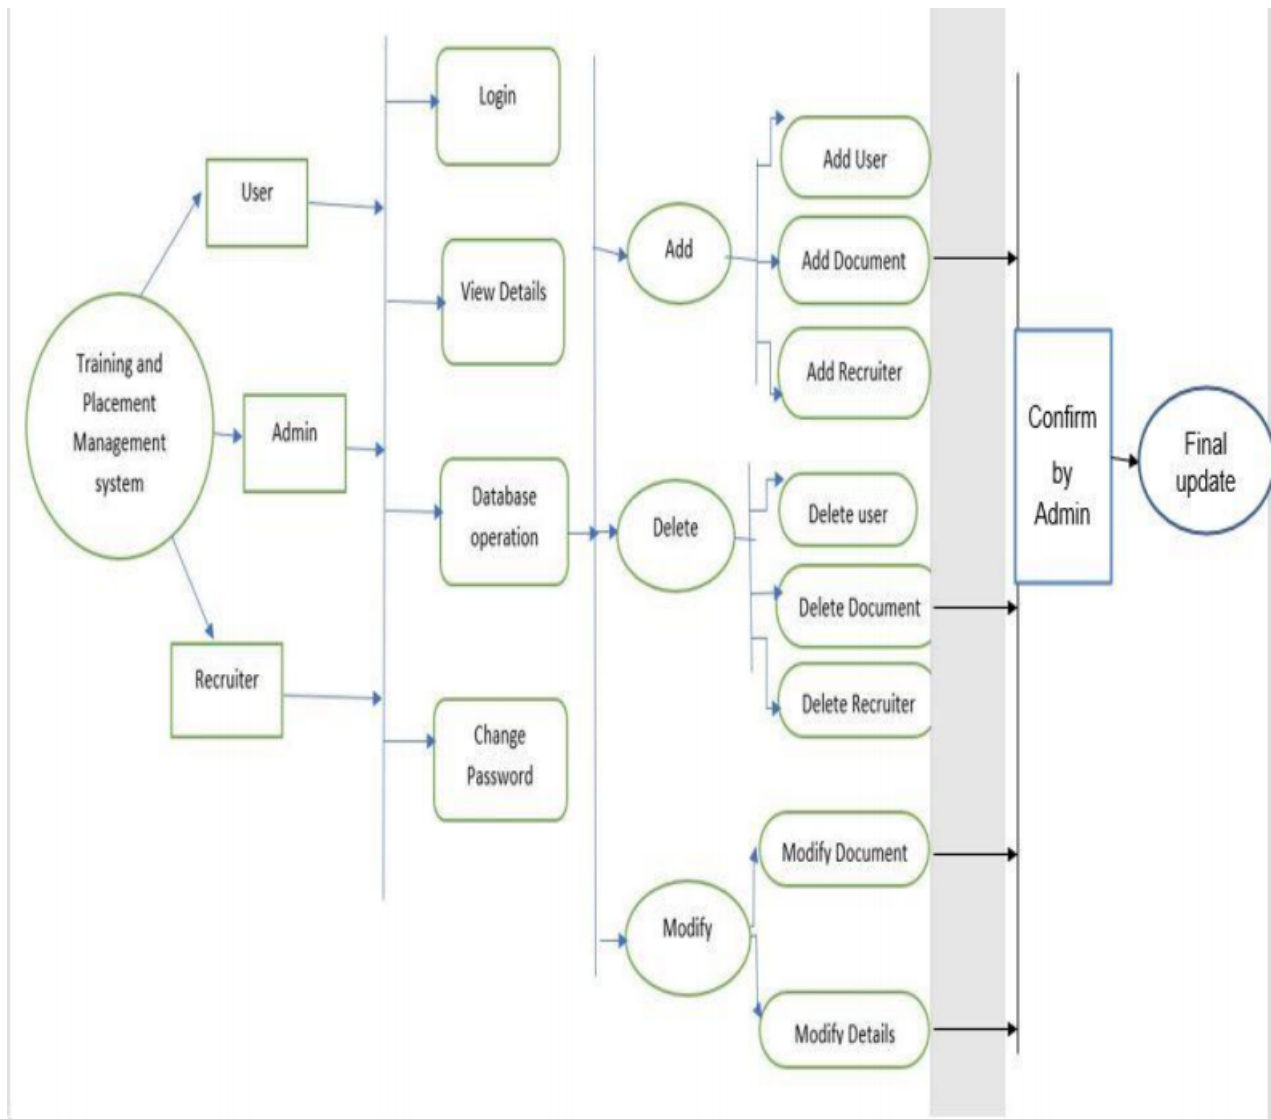 Training and
Placement
Management
system
User
Admin
Recruiter
Login
View Details
Database
operation
Change
Password
Add
Delete
Modify
Add User
Add Document
Add Recruiter
Delete user
Delete Document
Delete Recruiter
Modify Document
Modify Details
Confirm
by
Admin
Final
update